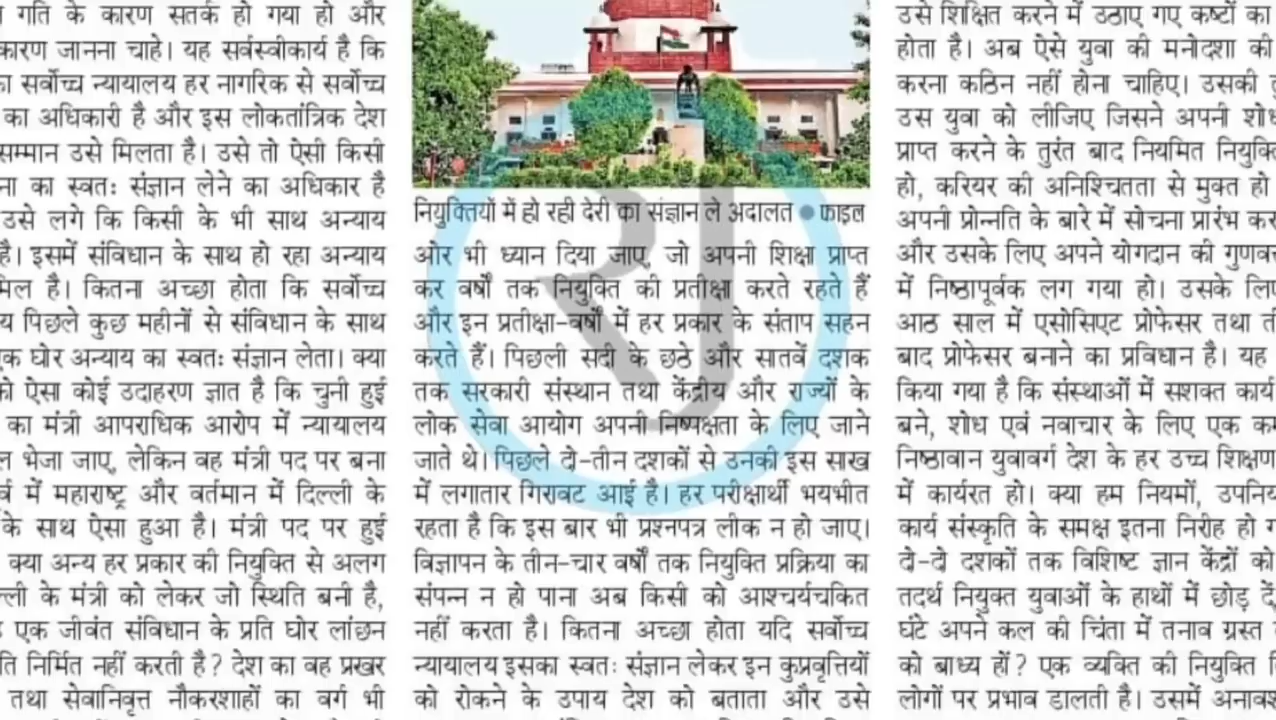 गति के कारण सतर्क हो गया हो और
कारण जानना चाहे। यह सर्वस्वीकार्य है कि
सर्वोच्च न्यायालय हर नागरिक से सर्वोच्च
का अधिकारी है और इस लोकतांत्रिक देश
सम्मान उसे मिलता है। उसे तो ऐसी किसी
का स्वतः संज्ञान लेने का अधिकार है
उसे लगे कि किसी के भी साथ अन्याय
है। इसमें संविधान के साथ हो रहा अन्याय
है। कितना अच्छा होता कि सर्वोच्च
पिछले कुछ महीनों से संविधान के साथ
घोर अन्याय का स्वतः संज्ञान लेता। क्या
ऐसा कोई उदाहरण ज्ञात है कि चुनी हुई
का मंत्री आपराधिक आरोप में न्यायालय
भेजा जाए, लेकिन वह मंत्री पद पर बना
में महाराष्ट्र और वर्तमान में दिल्ली के
के साथ ऐसा हुआ है। मंत्री पद पर हुई
क्या अन्य हर प्रकार की नियुक्ति से अलग
के मंत्री को लेकर जो स्थिति बनी है,
एक जीवंत संविधान के प्रति घोर लांछन
निर्मित नहीं करती है? देश का वह प्रखर
तथा सेवानिवृत्त नौकरशाहों का वर्ग भी
नियुक्तियों में हो रही देरी का संज्ञान ले अदालत ● फाइल
ओर भी ध्यान दिया जाए, जो अपनी शिक्षा प्राप्त
कर वर्षों तक नियुक्ति की प्रतीक्षा करते रहते हैं
और इन प्रतीक्षा-वर्षों में हर प्रकार के संताप सहन
करते हैं। पिछली सदी के छठे और सातवें दशक
तक सरकारी संस्थान तथा केंद्रीय और राज्यों के
लोक सेवा आयोग अपनी निष्पक्षता के लिए जाने
जाते थे। पिछले दो-तीन दशकों से उनकी इस साख
में लगातार गिरावट आई है। हर परीक्षार्थी भयभीत
रहता है कि इस बार भी प्रश्नपत्र लीक न हो जाए।
विज्ञापन के तीन-चार वर्षों तक नियुक्ति प्रक्रिया का
संपन्न न हो पाना अब किसी को आश्चर्यचकित
नहीं करता है। कितना अच्छा होता यदि सर्वोच्च
न्यायालय इसका स्वतः संज्ञान लेकर इन कुप्रवृत्तियों
को रोकने के उपाय देश को बताता और उसे
उसे शिक्षित करने में उठाए गए कष्टों का
होता है। अब ऐसे युवा की मनोदशा की
करना कठिन नहीं होना चाहिए। उसकी
उस युवा को लीजिए जिसने अपनी
प्राप्त करने के तुरंत बाद नियमित
हो, करियर की अनिश्चितता से मुक्त हो
अपनी प्रोन्नति के बारे में सोचना प्रारंभ
और उसके लिए अपने योगदान की
में निष्ठापूर्वक लग गया हो। उसके
आठ साल में एसोसिएट प्रोफेसर तथा
बाद प्रोफेसर बनाने का प्रविधान है। यह
किया गया है कि संस्थाओं में सशक्त कार्य
बने, शोध एवं नवाचार के लिए एक
निष्ठावान युवावर्ग देश के हर उच्च
में कार्यरत हो। क्या हम नियमों,
कार्य संस्कृति के समक्ष इतना निरीह हो
दो-दो दशकों तक विशिष्ट ज्ञान केंद्रों को
तदर्थ नियुक्त युवाओं के हाथों में छोड़
घंटे अपने कल की चिंता में तनाव ग्रस्त
को बाध्य हों? एक व्यक्ति की नियुक्ति
लोगों पर प्रभाव डालती है। उसमें